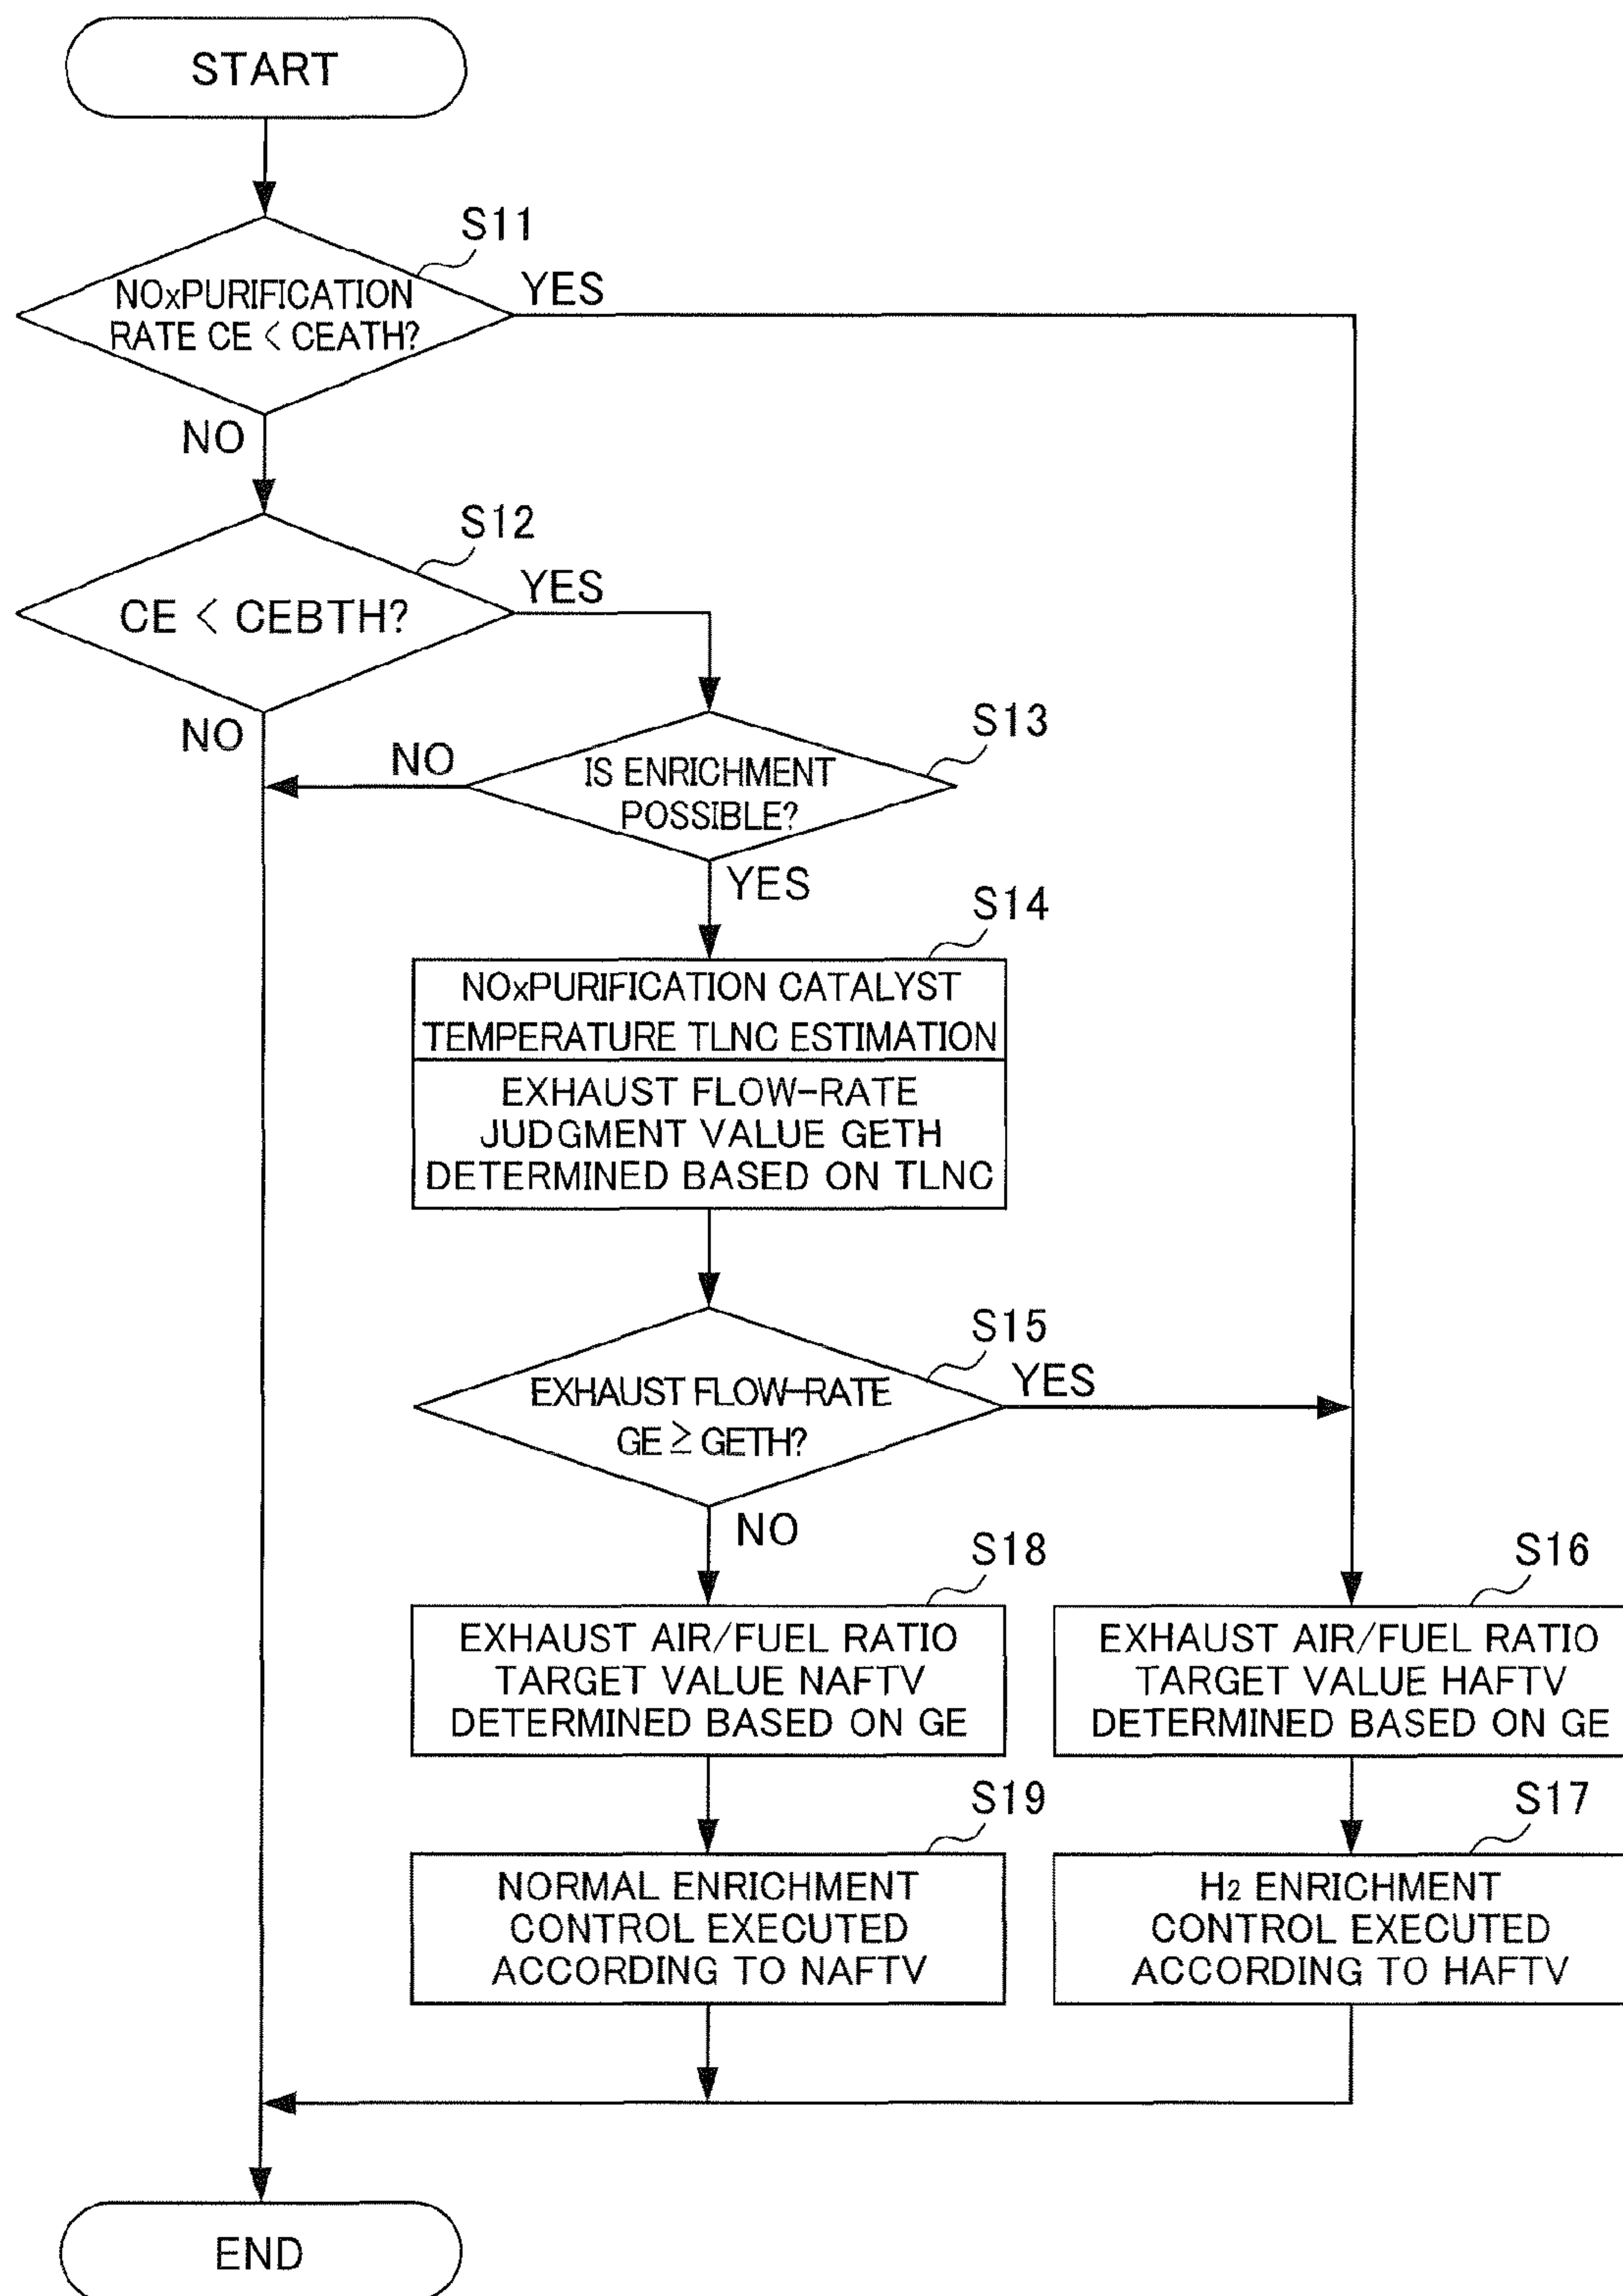 START
S11
NOxPURIFICATION
RATE CE < CEATH?
YES
NO
S12
CE < CEBTH?
YES
NO
S13
IS ENRICHMENT
POSSIBLE?
NO
YES
S14
NOxPURIFICATION CATALYST
TEMPERATURE TLNC ESTIMATION
EXHAUST FLOW-RATE
JUDGMENT VALUE GETH
DETERMINED BASED ON TLNC
S15
EXHAUST FLOW-RATE
GE ≥ GETH?
YES
NO
S18
EXHAUST AIR/FUEL RATIO
TARGET VALUE NAFTV
DETERMINED BASED ON GE
S16
EXHAUST AIR/FUEL RATIO
TARGET VALUE HAFTV
DETERMINED BASED ON GE
S19
NORMAL ENRICHMENT
CONTROL EXECUTED
ACCORDING TO NAFTV
S17
H2 ENRICHMENT
CONTROL EXECUTED
ACCORDING TO HAFTV
END